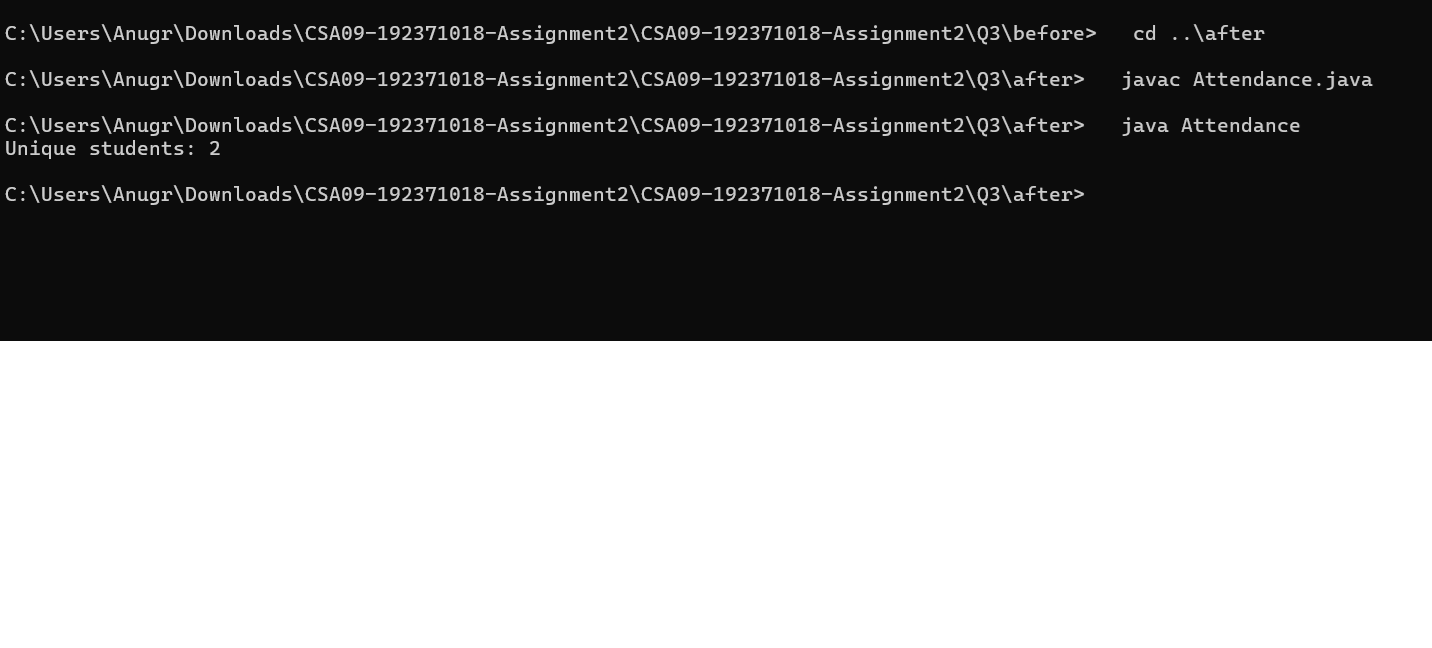 C:\Users\Anugr\Downloads\CSA09-192371018-Assignment2\CSA09-192371018-Assignment2\Q3\before>   cd ..\after
C:\Users\Anugr\Downloads\CSA09-192371018-Assignment2\CSA09-192371018-Assignment2\Q3\after>   javac Attendance.java
C:\Users\Anugr\Downloads\CSA09-192371018-Assignment2\CSA09-192371018-Assignment2\Q3\after>   java Attendance
Unique students: 2
C:\Users\Anugr\Downloads\CSA09-192371018-Assignment2\CSA09-192371018-Assignment2\Q3\after>